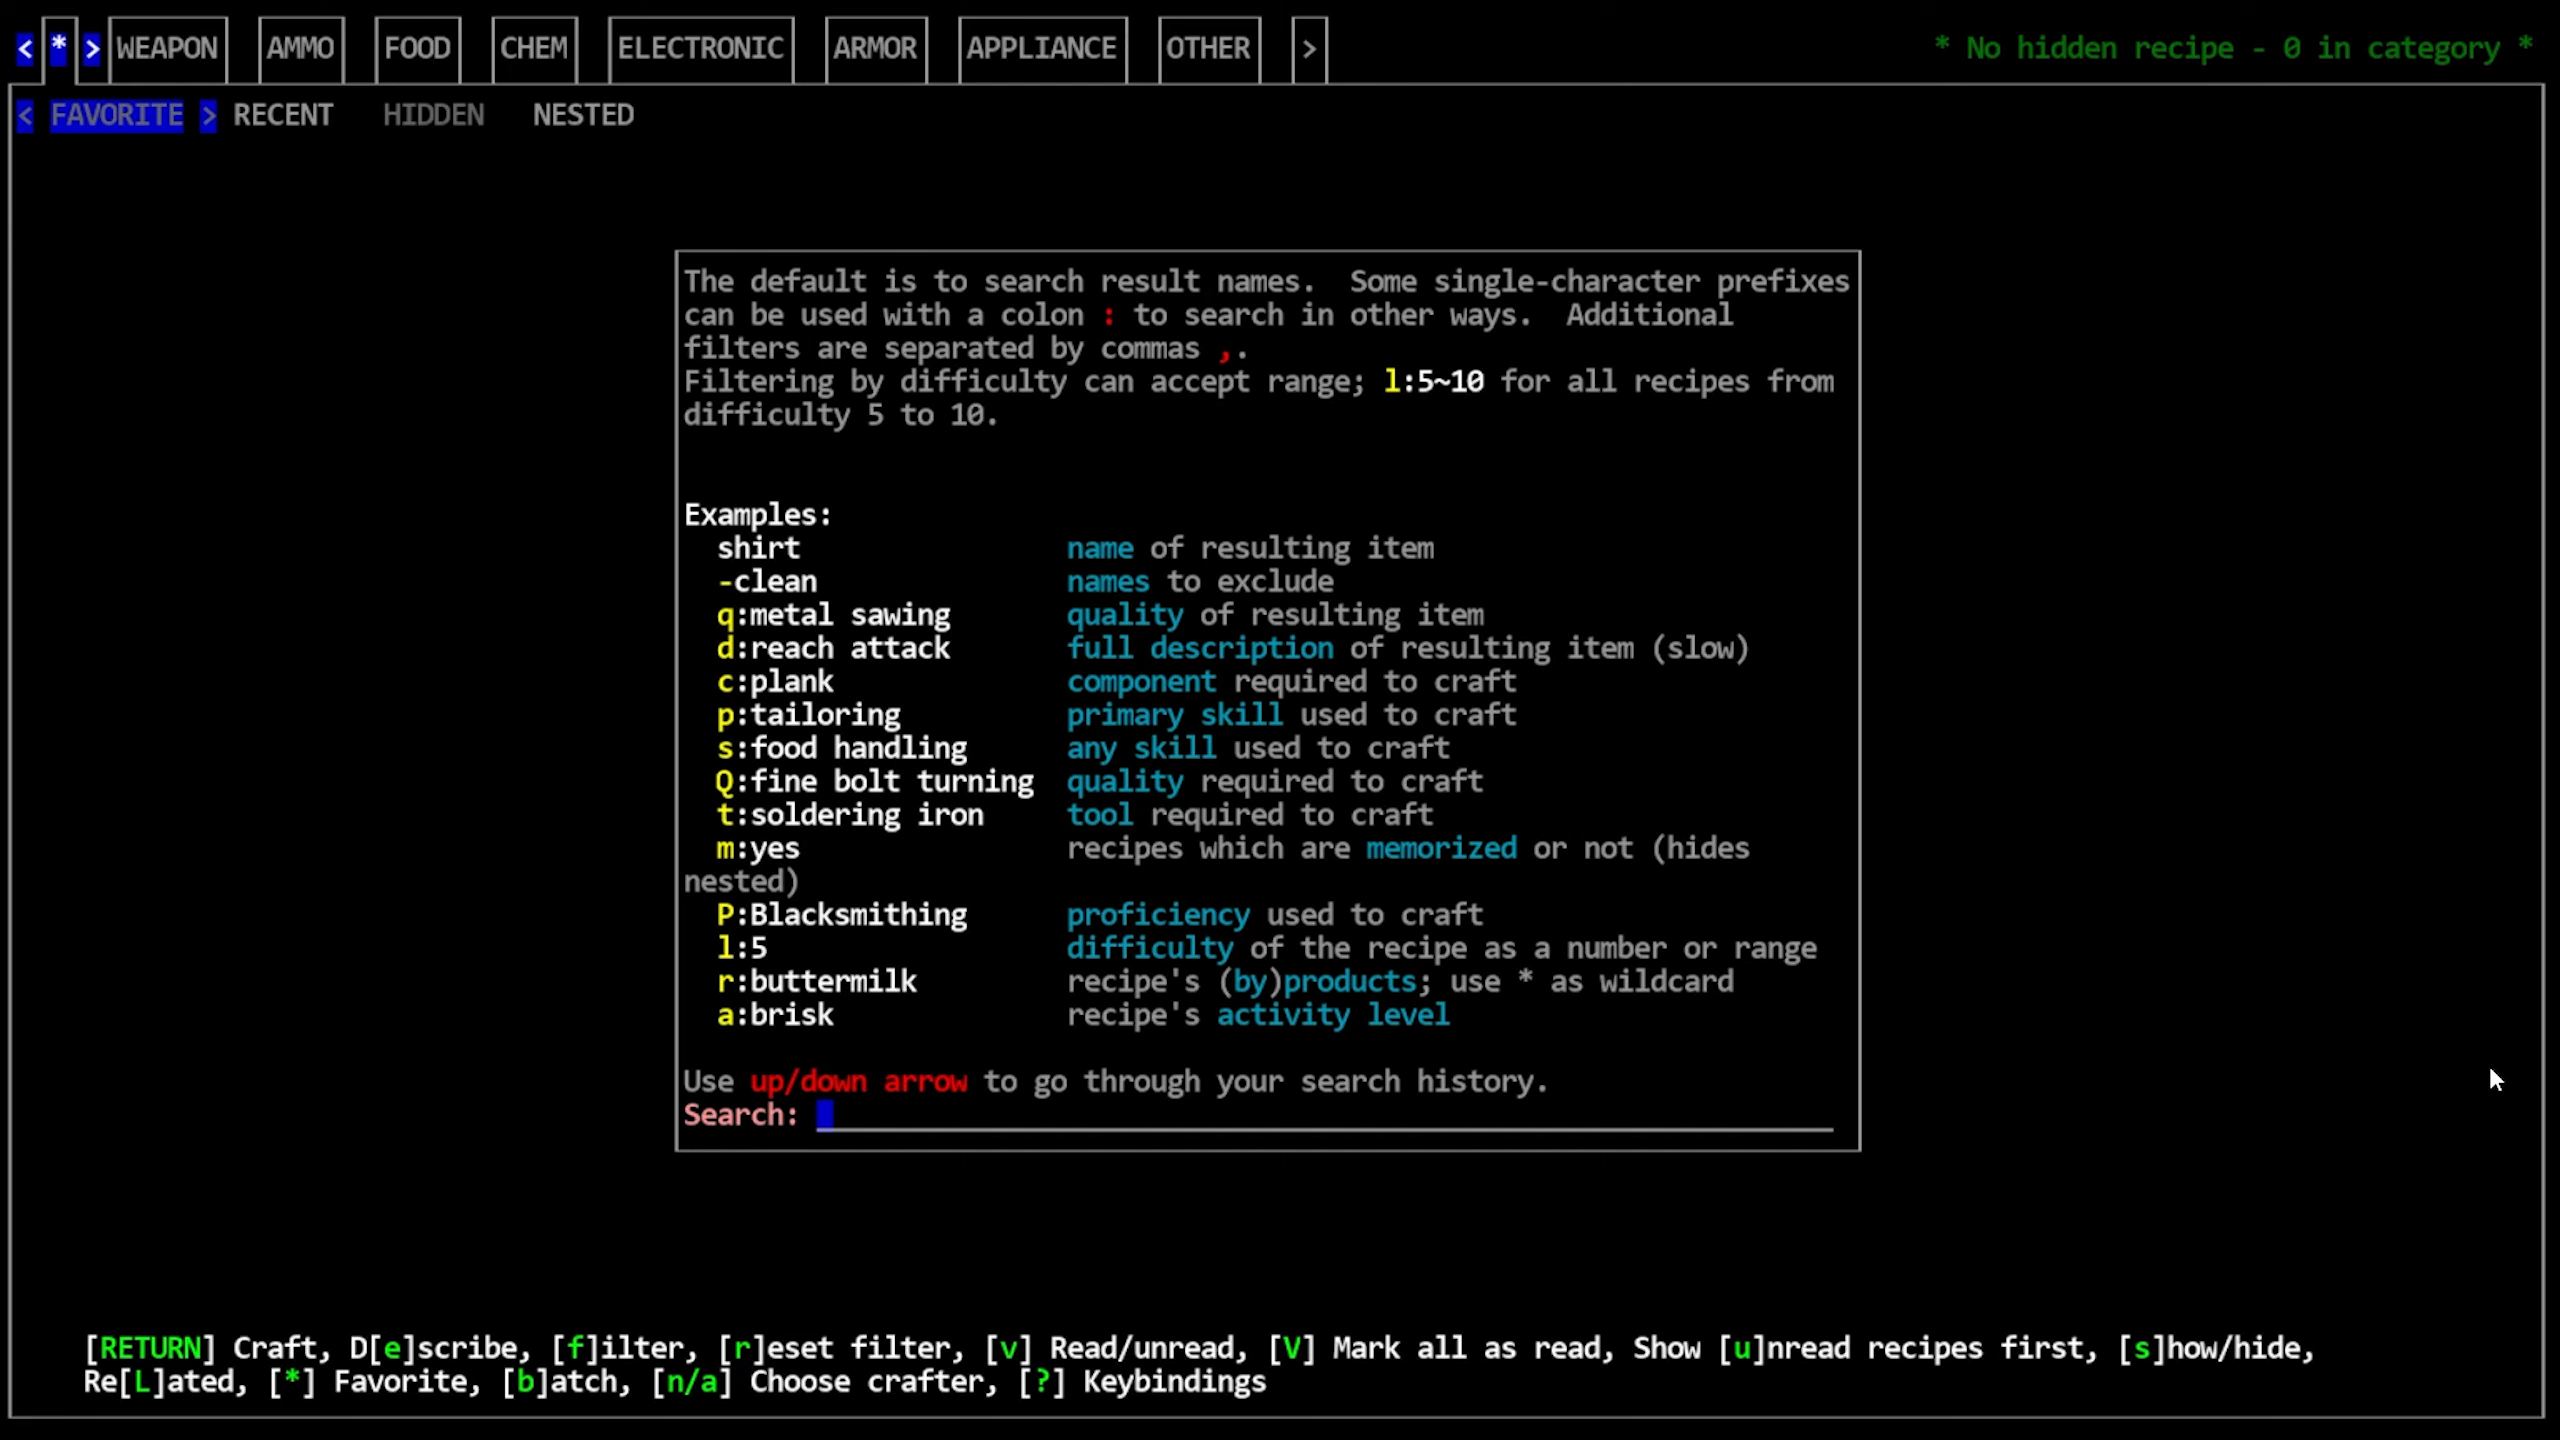 < * > WEAPON AMMO FOOD CHEM ELECTRONIC ARMOR APPLIANCE OTHER > * No hidden recipe - 0 in category *
< FAVORITE > RECENT HIDDEN NESTED
The default is to search result names.  Some single-character prefixes
can be used with a colon : to search in other ways.  Additional
filters are separated by commas ,.
Filtering by difficulty can accept range; l:5~10 for all recipes from
difficulty 5 to 10.
Examples:
shirt name of resulting item
-clean names to exclude
q:metal sawing quality of resulting item
d:reach attack full description of resulting item (slow)
c:plank component required to craft
p:tailoring primary skill used to craft
s:food handling any skill used to craft
Q:fine bolt turning quality required to craft
t:soldering iron tool required to craft
m:yes recipes which are memorized or not (hides
nested)
P:Blacksmithing proficiency used to craft
l:5 difficulty of the recipe as a number or range
r:buttermilk recipe's (by)products; use * as wildcard
a:brisk recipe's activity level
Use up/down arrow to go through your search history.
Search:
[RETURN] Craft, D[e]scribe, [f]ilter, [r]eset filter, [v] Read/unread, [V] Mark all as read, Show [u]nread recipes first, [s]how/hide,
Re[L]ated, [*] Favorite, [b]atch, [n/a] Choose crafter, [?] Keybindings